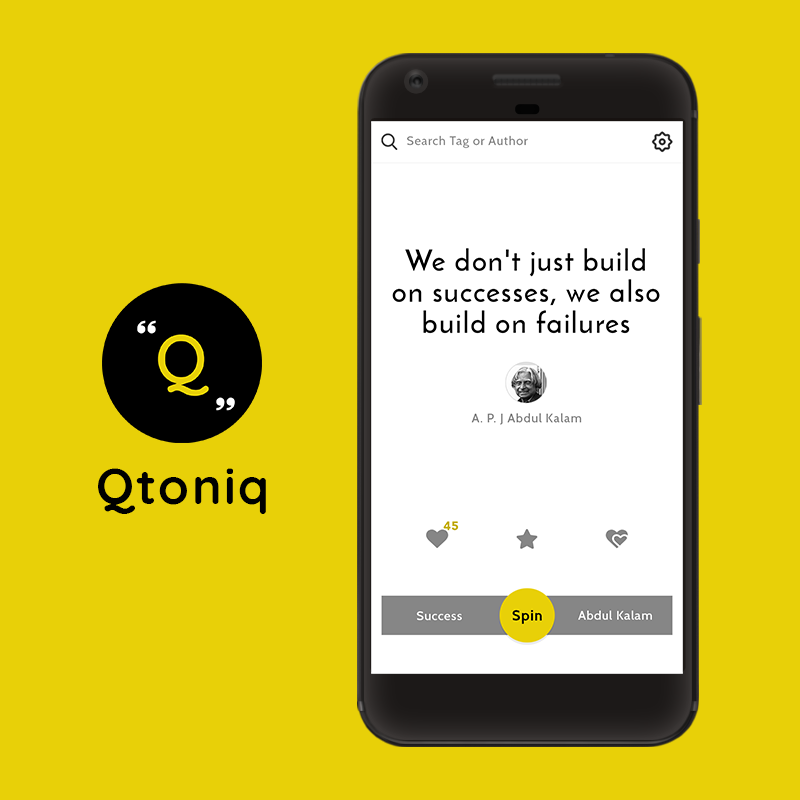 “ Q ”
Qtoniq
Search Tag or Author
We don't just build
on successes, we also
build on failures
A. P. J Abdul Kalam
45
Success
Spin
Abdul Kalam